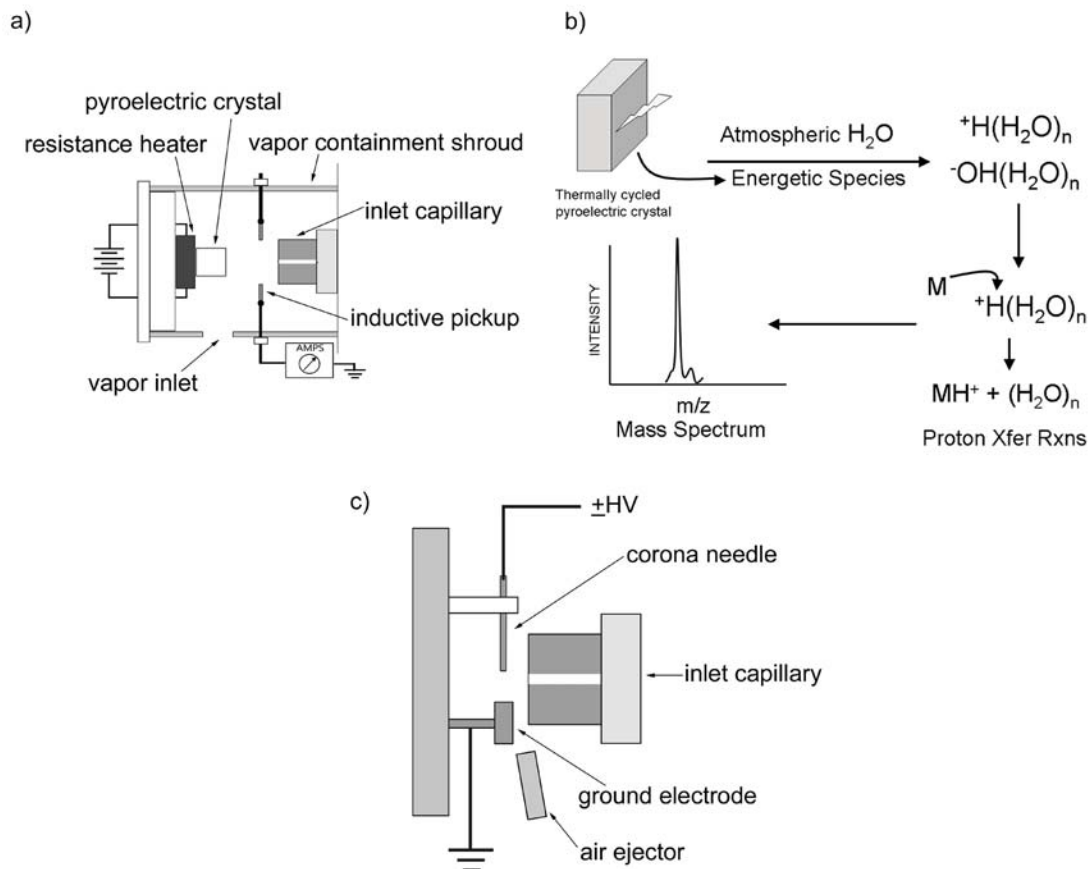 a)
pyroelectric crystal
resistance heater
vapor containment shroud
inlet capillary
inductive pickup
AMPS
vapor inlet
b)
Thermally cycled
pyroelectric crystal
Atmospheric H₂O
Energetic Species
⁺H(H₂O)ₙ
⁻OH(H₂O)ₙ
M
⁺H(H₂O)ₙ
MH⁺ + (H₂O)ₙ
Proton Xfer Rxns
INTENSITY
m/z
Mass Spectrum
c)
±HV
corona needle
inlet capillary
ground electrode
air ejector